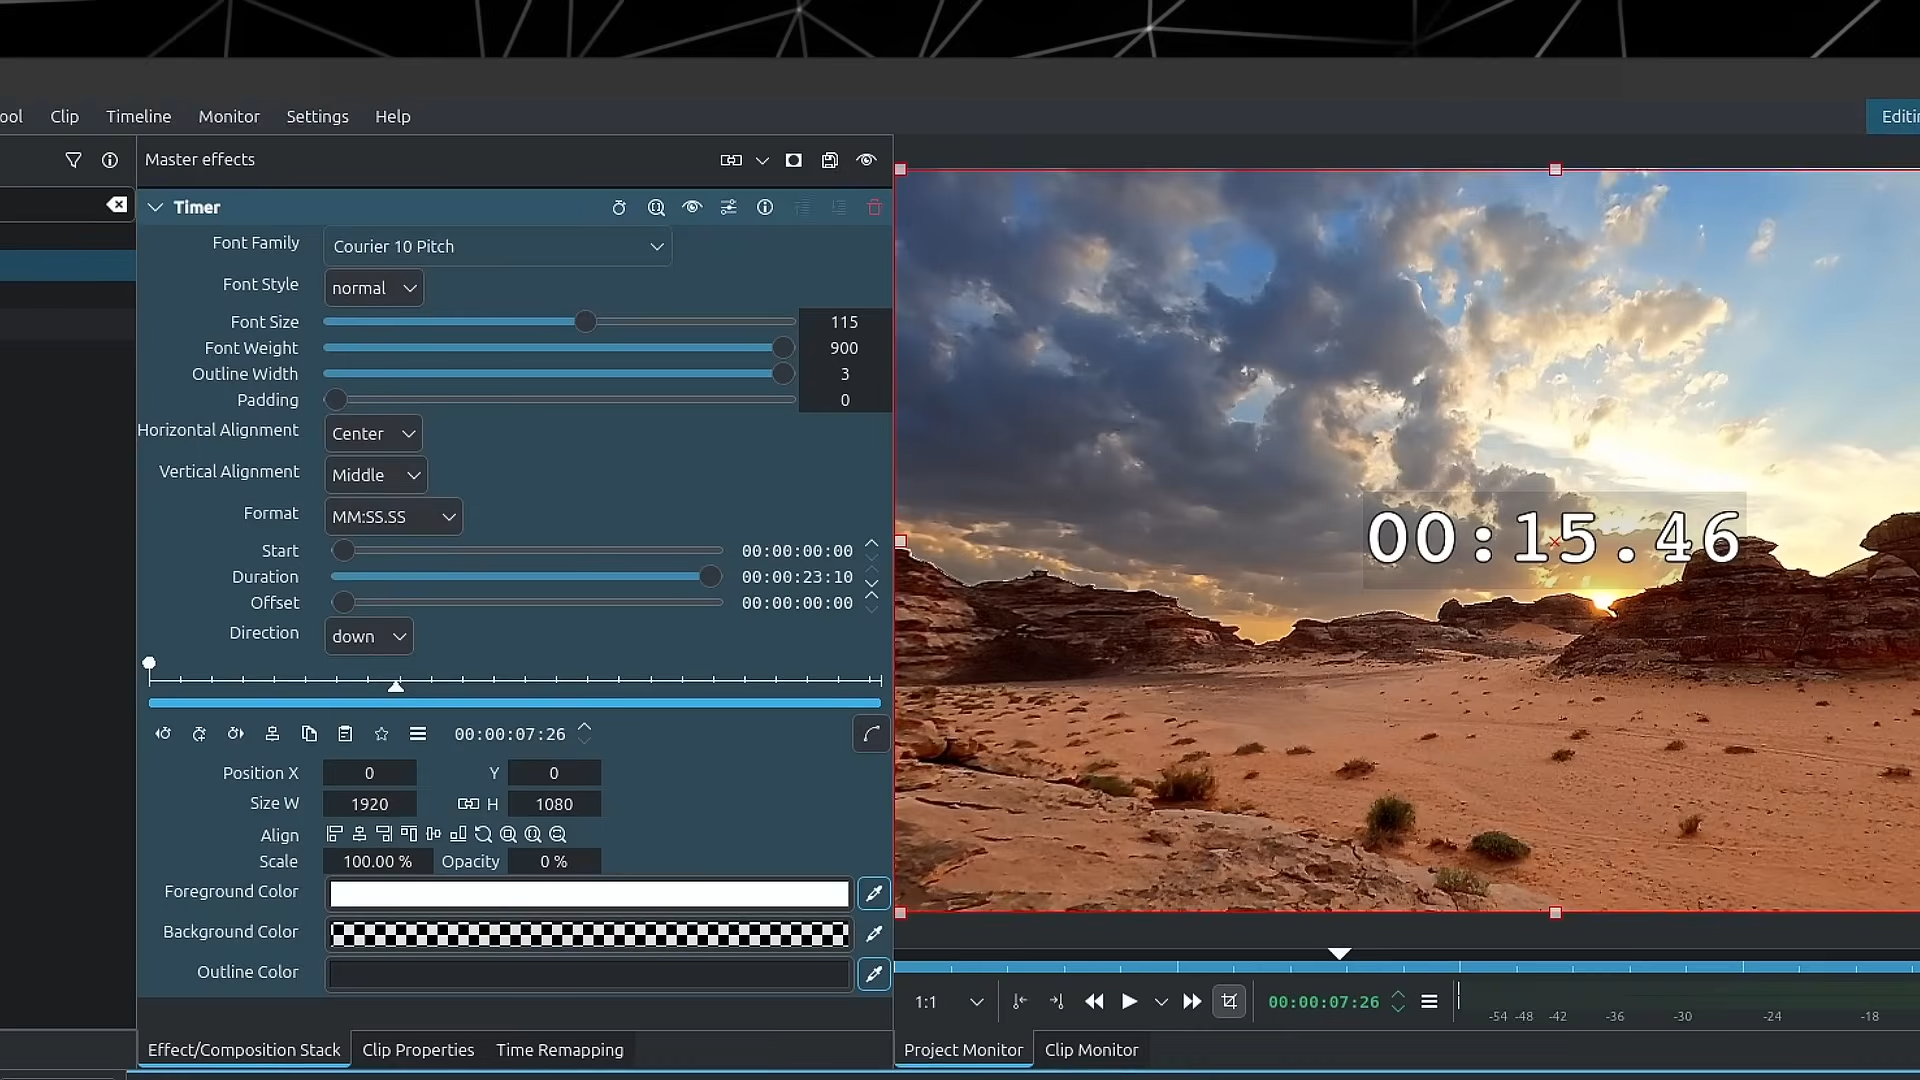 Clip Timeline Monitor Settings Help
Master effects
Timer
Font Family Courier 10 Pitch
Font Style normal
Font Size 115
Font Weight 900
Outline Width 3
Padding 0
Horizontal Alignment Center
Vertical Alignment Middle
Format MM:SS.SS
Start 00:00:00:00
Duration 00:00:23:10
Offset 00:00:00:00
Direction down
00:00:07:26
Position X 0 Y 0
Size W 1920 H 1080
Align
Scale 100.00 % Opacity 0 %
Foreground Color
Background Color
Outline Color
Effect/Composition Stack Clip Properties Time Remapping
00:15.46
1:1 00:00:07:26
-54 -48 -42 -36 -30 -24 -18
Project Monitor Clip Monitor